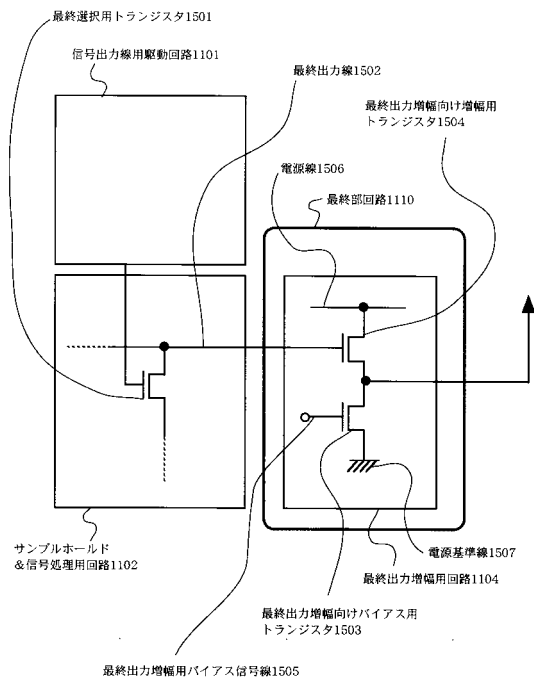 最終選択用トランジスタ1501
信号出力線用駆動回路1101
最終出力線1502
最終出力増幅向け増幅用
トランジスタ1504
電源線1506
最終部回路1110
サンプルホールド
&信号処理用回路1102
電源基準線1507
最終出力増幅用回路1104
最終出力増幅向けバイアス用
トランジスタ1503
最終出力増幅用バイアス信号線1505